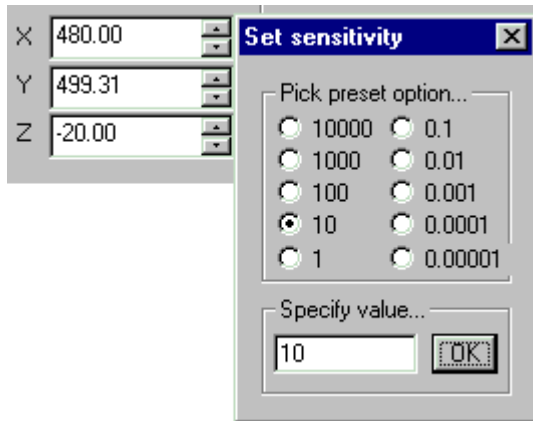 X 480.00
Y 499.31
Z -20.00
Set sensitivity
Pick preset option...
10000 0.1
1000 0.01
100 0.001
10 0.0001
1 0.00001
Specify value...
10 OK